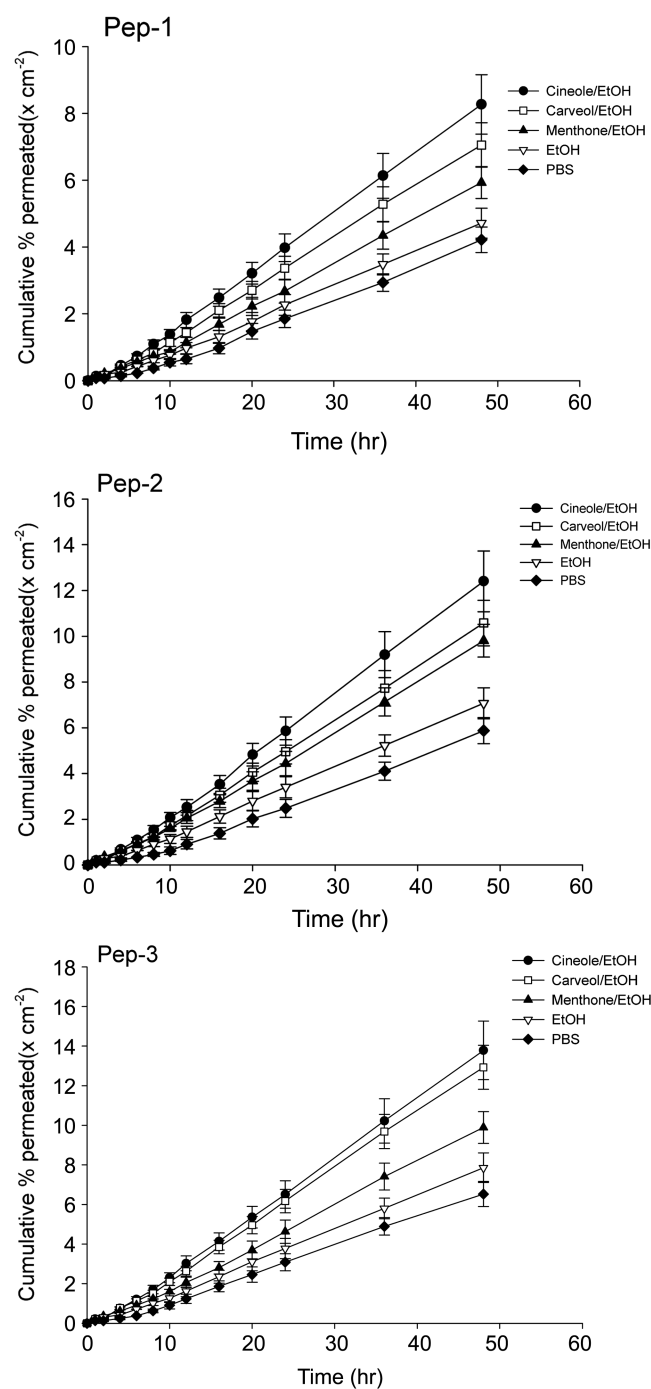 Pep-1
Cumulative % permeated(x cm-2)
10
8
6
4
2
0
0 10 20 30 40 50 60
Time (hr)
Cineole/EtOH
Carveol/EtOH
Menthone/EtOH
EtOH
PBS
Pep-2
Cumulative % permeated(x cm-2)
16
14
12
10
8
6
4
2
0
0 10 20 30 40 50 60
Time (hr)
Cineole/EtOH
Carveol/EtOH
Menthone/EtOH
EtOH
PBS
Pep-3
Cumulative % permeated(x cm-2)
18
16
14
12
10
8
6
4
2
0
0 10 20 30 40 50 60
Time (hr)
Cineole/EtOH
Carveol/EtOH
Menthone/EtOH
EtOH
PBS